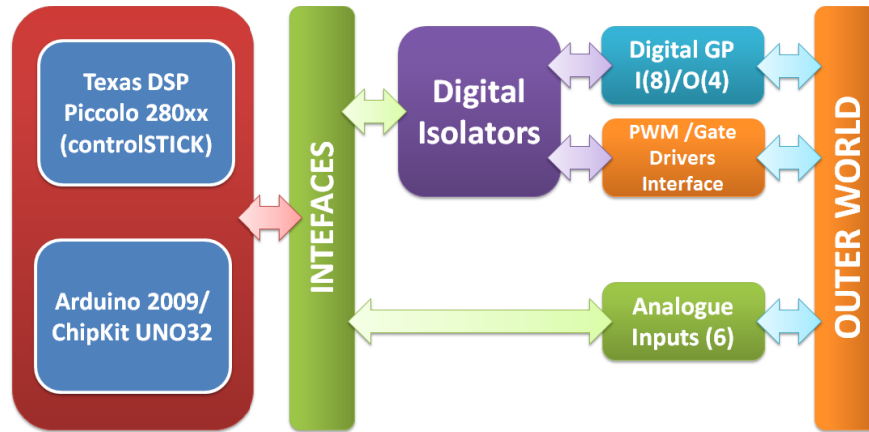 Texas DSP
Piccolo 280xx
(controlSTICK)
Arduino 2009/
ChipKit UNO32
INTEFACES
Digital
Isolators
Digital GP
I(8)/O(4)
PWM /Gate
Drivers
Interface
Analogue
Inputs (6)
OUTER WORLD